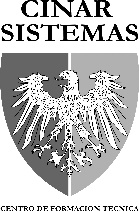 CINAR
SISTEMAS
CENTRO DE FORMACION TECNICA